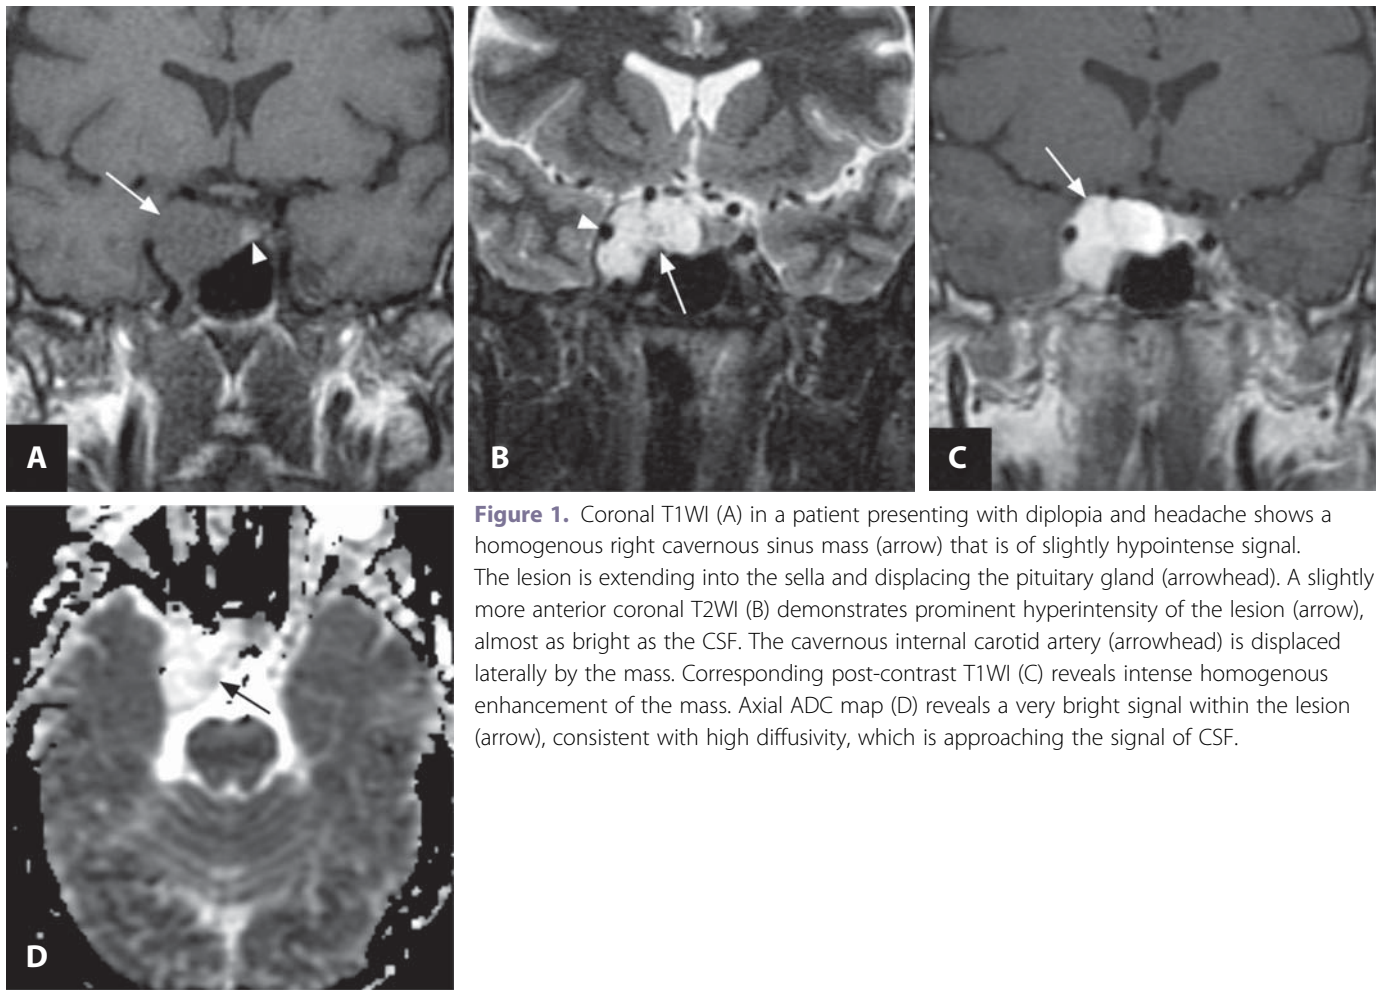 A
B
C
D
Figure 1. Coronal T1WI (A) in a patient presenting with diplopia and headache shows a
homogenous right cavernous sinus mass (arrow) that is of slightly hypointense signal.
The lesion is extending into the sella and displacing the pituitary gland (arrowhead). A slightly
more anterior coronal T2WI (B) demonstrates prominent hyperintensity of the lesion (arrow),
almost as bright as the CSF. The cavernous internal carotid artery (arrowhead) is displaced
laterally by the mass. Corresponding post-contrast T1WI (C) reveals intense homogenous
enhancement of the mass. Axial ADC map (D) reveals a very bright signal within the lesion
(arrow), consistent with high diffusivity, which is approaching the signal of CSF.